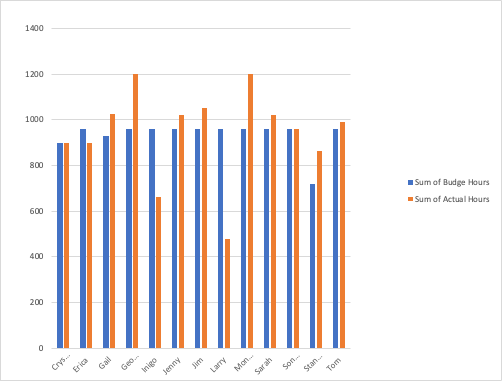 1400
1200
1000
800
600
400
200
0
Crys...
Erica
Gail
Geo...
Inigo
Jenny
Jim
Larry
Mon...
Sarah
Son...
Stan...
Tom
Sum of Budge Hours
Sum of Actual Hours